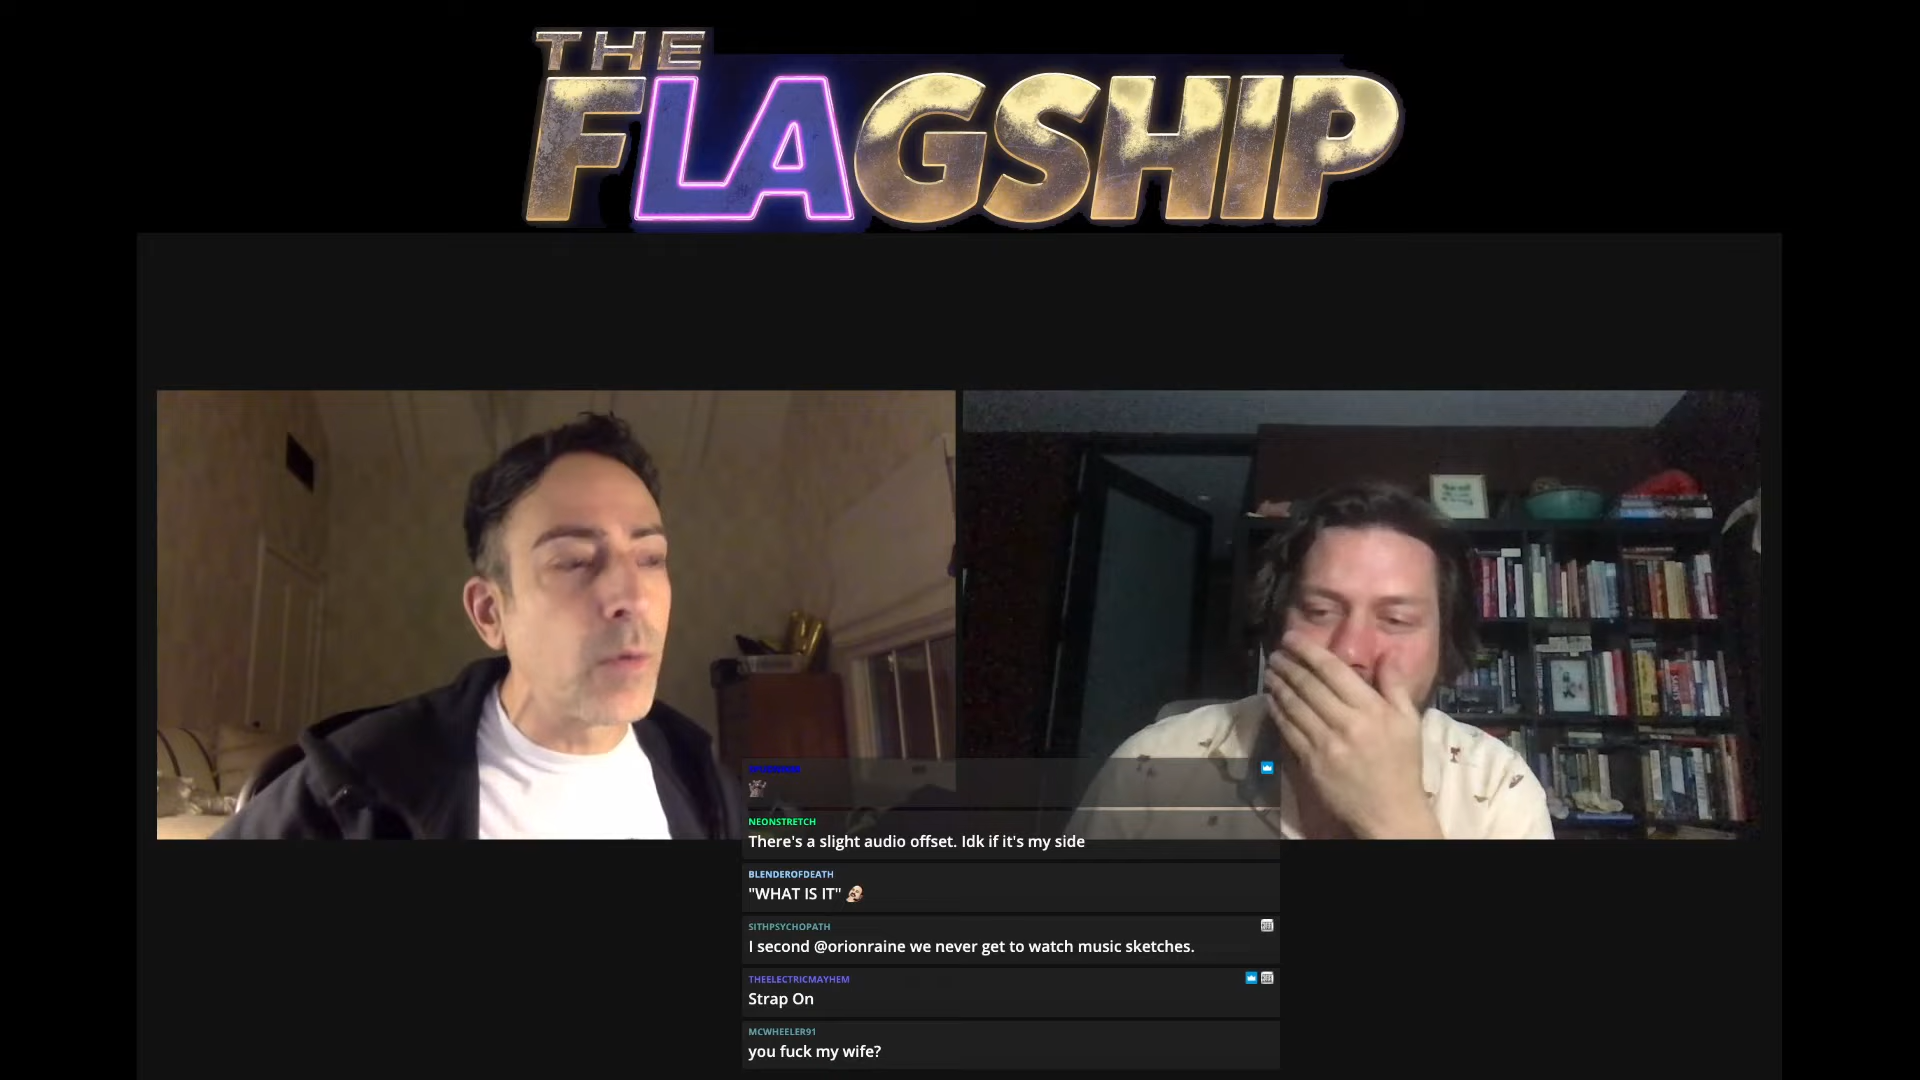 THE
FLAGSHIP
NEONSTRETCH
There's a slight audio offset. Idk if it's my side
BLENDEROFDEATH
"WHAT IS IT"
SITHPSYCHOPATH
I second @orionraine we never get to watch music sketches.
THEELECTRICMAYHEM
Strap On
MCWHEELER91
you fuck my wife?